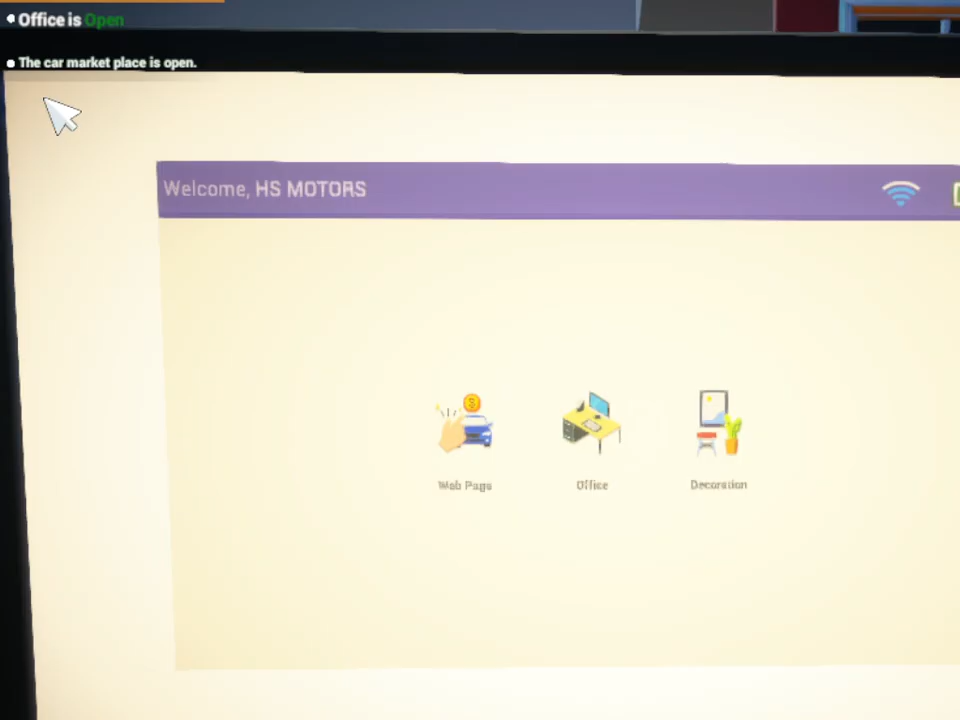 Office is Open
The car market place is open.
Welcome, HS MOTORS
Web Page
Office
Decoration